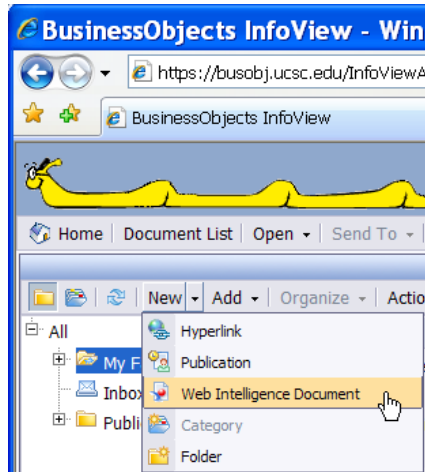 BusinessObjects InfoView - Win
https://busobj.ucsc.edu/InfoViewA
BusinessObjects InfoView
Home Document List Open Send To
New Add Organize Actio
All
Hyperlink
My F
Publication
Inbox
Web Intelligence Document
Publi
Category
Folder